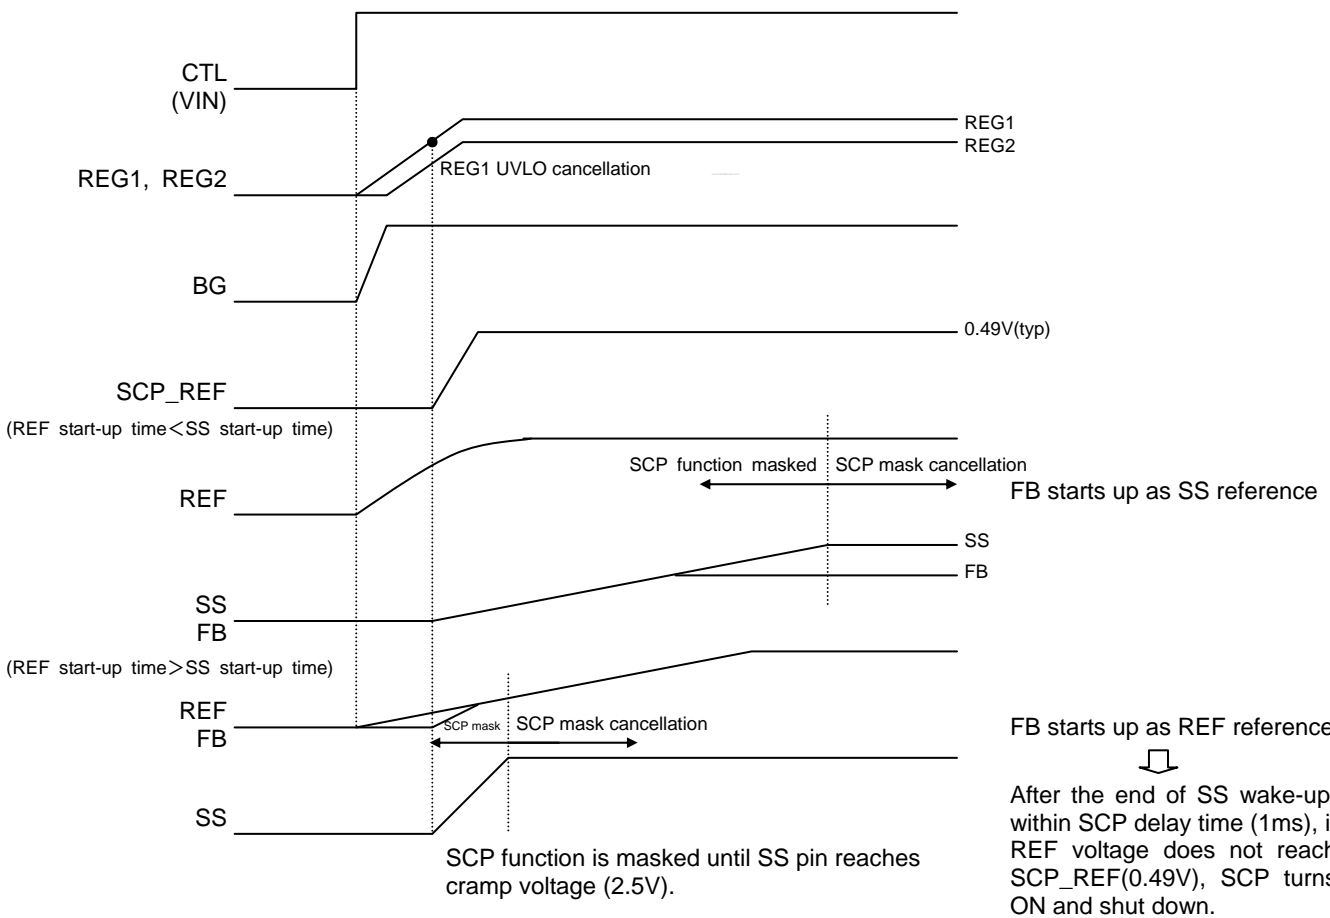 CTL
(VIN)
REG1
REG2
REG1 UVLO cancellation
REG1, REG2
BG
0.49V(typ)
SCP_REF
(REF start-up time<SS start-up time)
SCP function masked
SCP mask cancellation
REF
FB starts up as SS reference
SS
FB
SS
FB
(REF start-up time>SS start-up time)
REF
FB
SCP mask
SCP mask cancellation
FB starts up as REF reference
SS
After the end of SS wake-up
within SCP delay time (1ms), i
REF voltage does not reach
SCP_REF(0.49V), SCP turns
ON and shut down.
SCP function is masked until SS pin reaches
cramp voltage (2.5V).